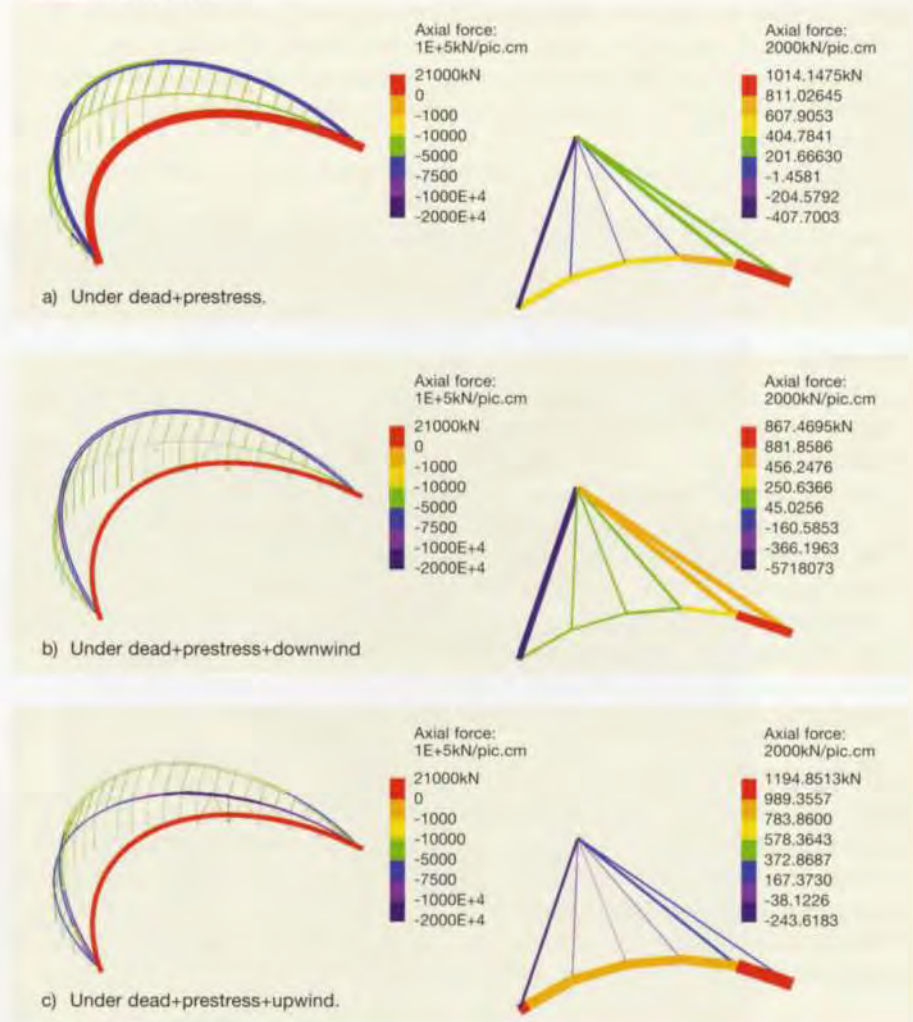 Axial force:
1E+5kN/pic.cm
21000kN
0
-1000
-10000
-5000
-7500
-1000E+4
-2000E+4
Axial force:
2000kN/pic.cm
1014.1475kN
811.02645
607.9053
404.7841
201.66630
-1.4581
-204.5792
-407.7003
a) Under dead+prestress.
Axial force:
1E+5kN/pic.cm
21000kN
0
-1000
-10000
-5000
-7500
-1000E+4
-2000E+4
Axial force:
2000kN/pic.cm
867.4695kN
881.8586
456.2476
250.6366
45.0256
-160.5853
-366.1963
-5718073
b) Under dead+prestress+downwind
Axial force:
1E+5kN/pic.cm
21000kN
0
-1000
-10000
-5000
-7500
-1000E+4
-2000E+4
Axial force:
2000kN/pic.cm
1194.8513kN
989.3557
783.8600
578.3643
372.8687
167.3730
-38.1226
-243.6183
c) Under dead+prestress+upwind.